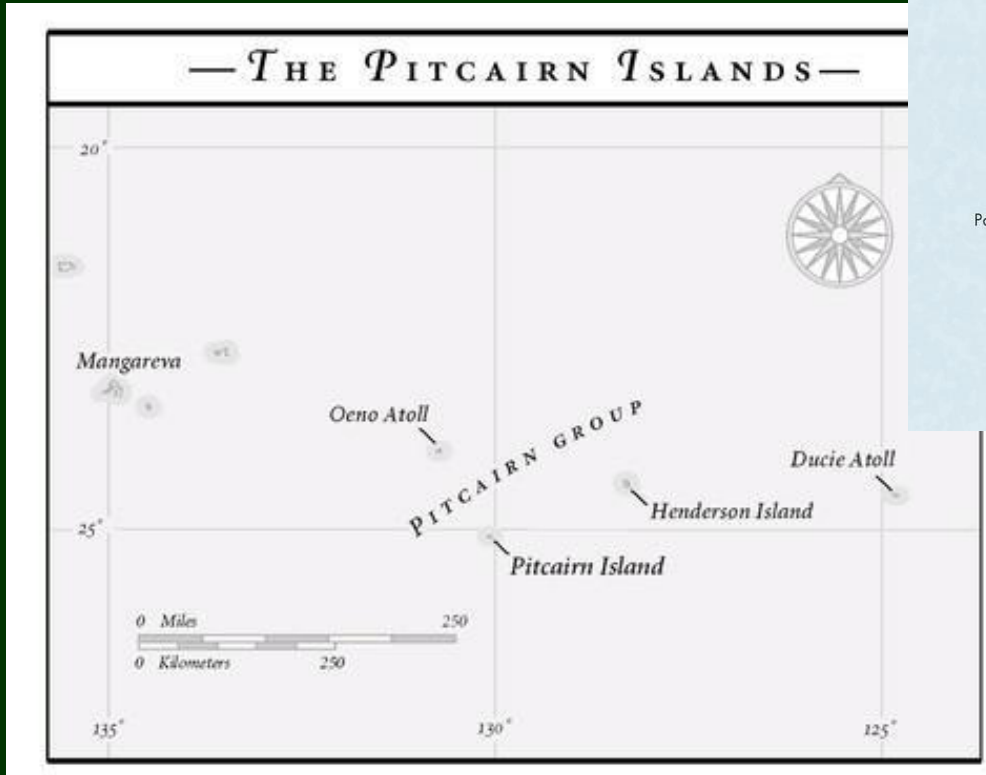 —THE PITCAIRN ISLANDS—
20°
Mangareva
Oeno Atoll
PITCAIRN GROUP
Ducie Atoll
Henderson Island
25°
Pitcairn Island
0 Miles 250
0 Kilometers 250
135° 130° 125°